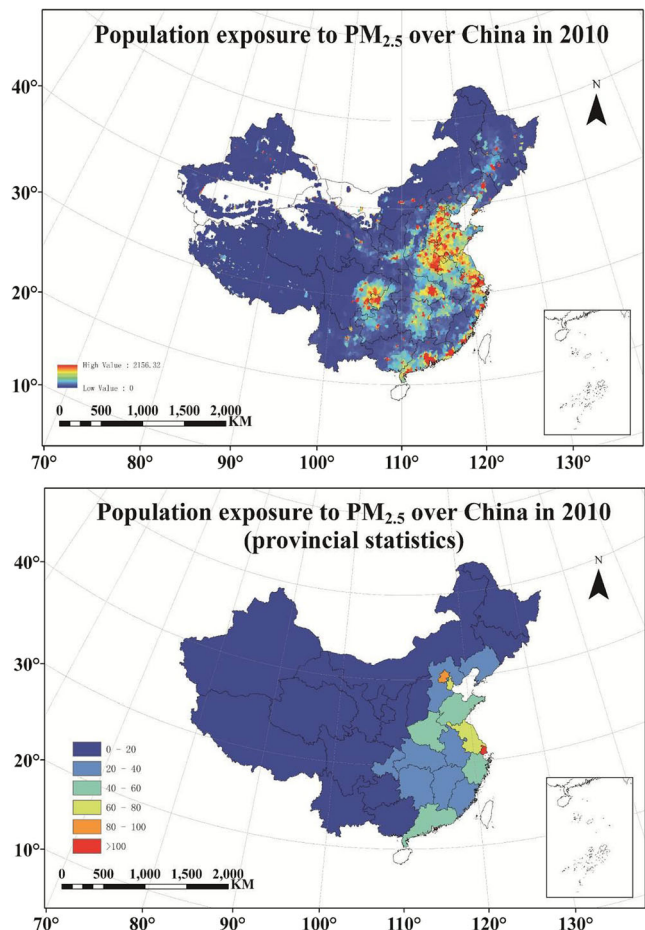 Population exposure to PM2.5 over China in 2010
40°
N
30°
20°
High Value : 2156.32
Low Value : 0
10°
0 500 1,000 1,500 2,000
KM
70° 80° 90° 100° 110° 120° 130°
Population exposure to PM2.5 over China in 2010
(provincial statistics)
40°
N
30°
0 - 20
20 - 40
20°
40 - 60
60 - 80
80 - 100
>100
10°
0 500 1,000 1,500 2,000
KM
70° 80° 90° 100° 110° 120° 130°